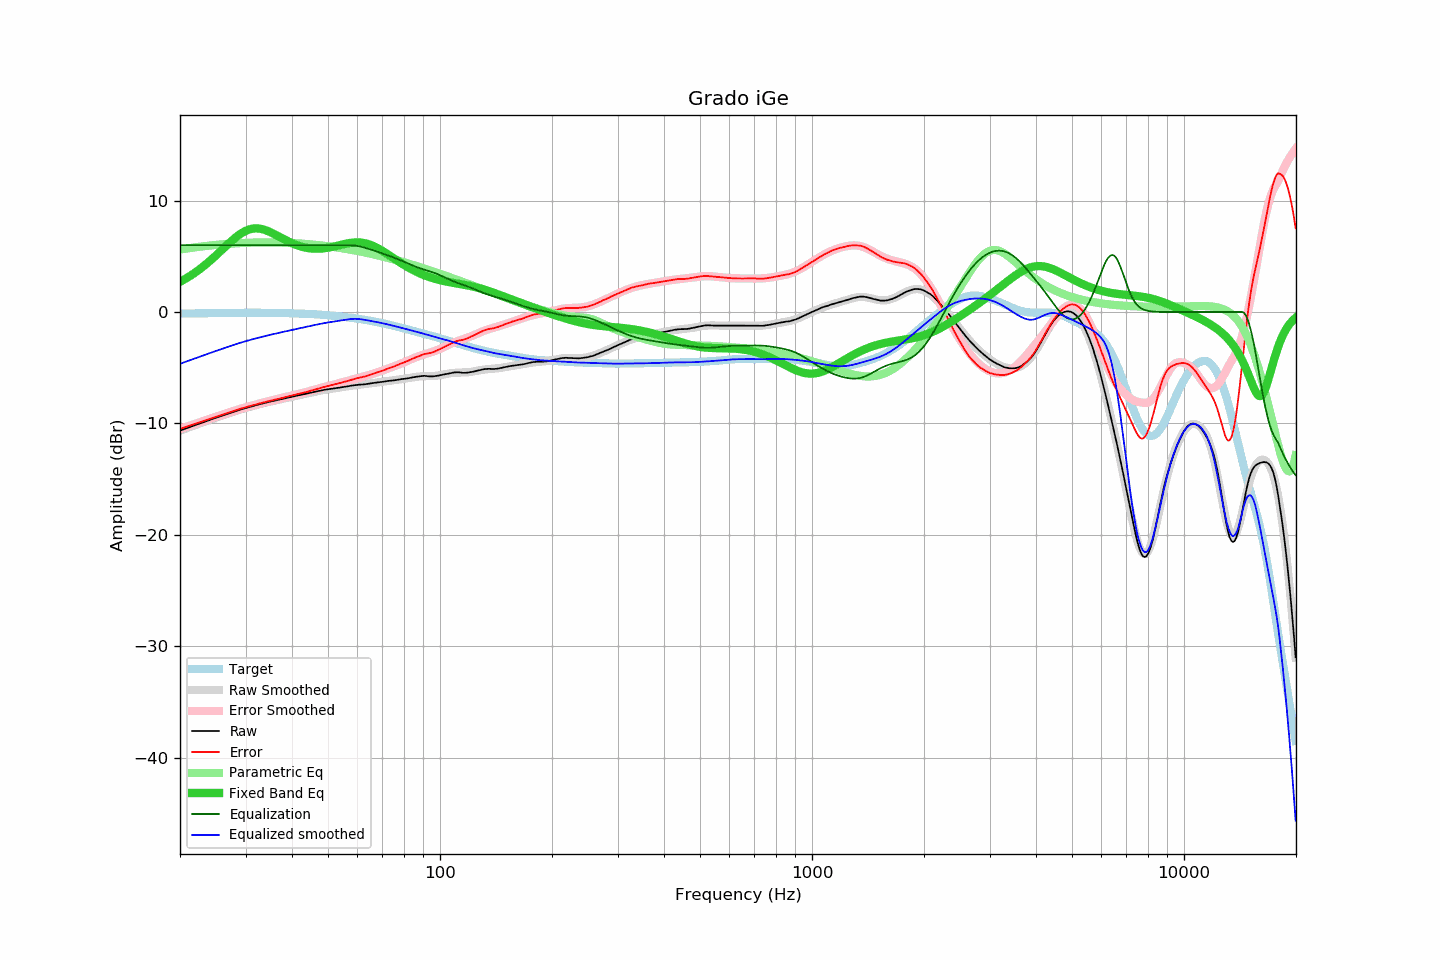 Grado iGe
Amplitude (dBr)
10
0
−10
−20
−30
−40
Target
Raw Smoothed
Error Smoothed
Raw
Error
Parametric Eq
Fixed Band Eq
Equalization
Equalized smoothed
100 1000 10000
Frequency (Hz)